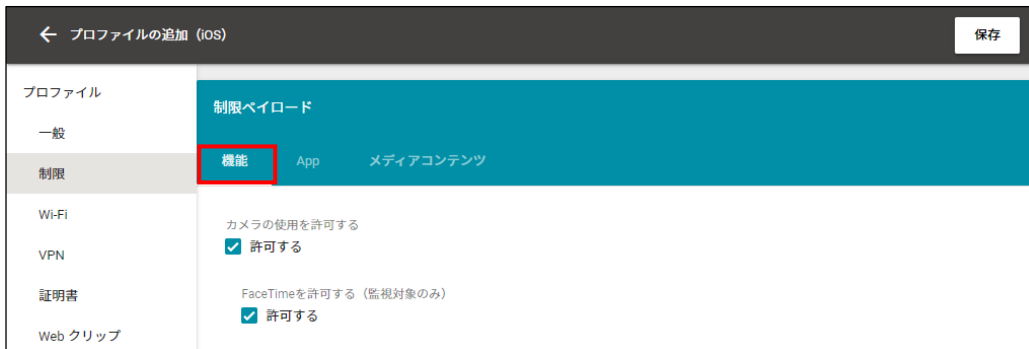 ← プロファイルの追加（iOS）
保存
プロファイル
一般
制限
Wi-Fi
VPN
証明書
Web クリップ
制限ペイロード
機能 App メディアコンテンツ
カメラの使用を許可する
許可する
FaceTimeを許可する（監視対象のみ）
許可する